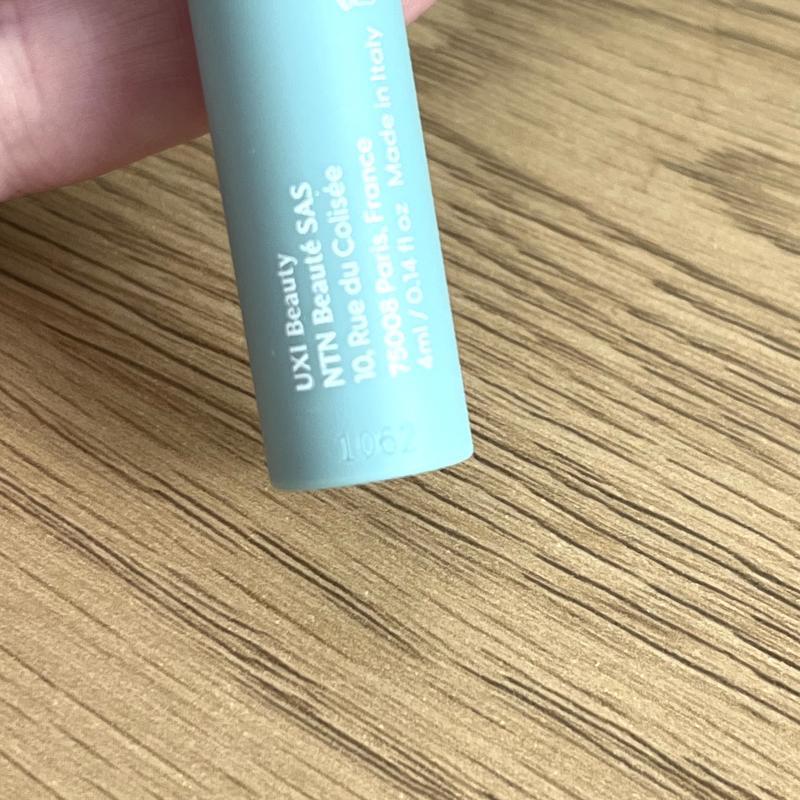 UXI Beauty
NTN Beauté SAS
10, Rue du Colisée
75008 Paris, France
4ml / 0.14 fl oz Made in Italy
1062